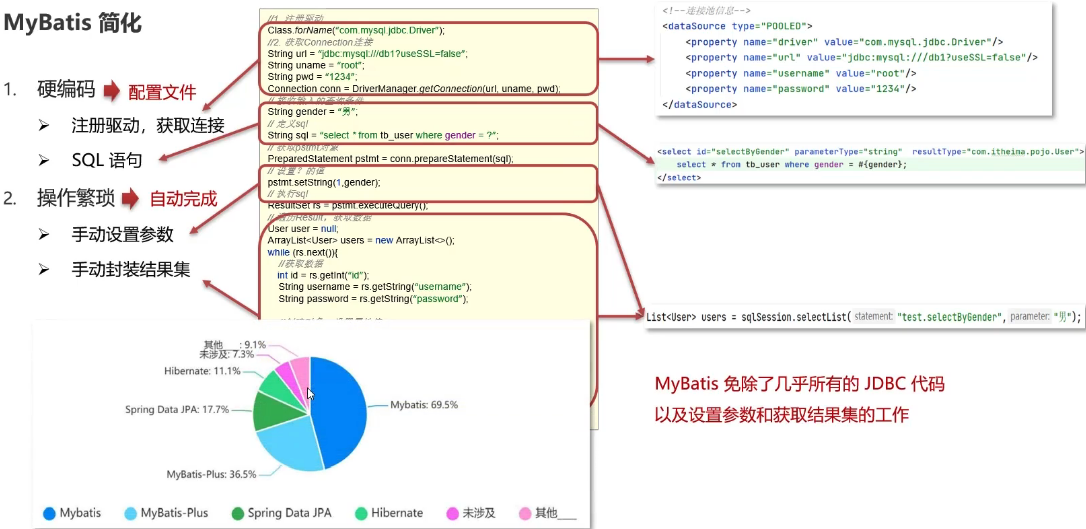 MyBatis 简化
1. 硬编码 配置文件
➢ 注册驱动，获取连接
➢ SQL 语句
2. 操作繁琐 自动完成
➢ 手动设置参数
➢ 手动封装结果集
//1. 注册驱动
Class.forName("com.mysql.jdbc.Driver");
//2. 获取Connection连接
String url = "jdbc:mysql:///db1?useSSL=false";
String uname = "root";
String pwd = "1234";
Connection conn = DriverManager.getConnection(url, uname, pwd);
String gender = "男";
// 定义sql
String sql = "select * from tb_user where gender = ?";
// 获取pstmt对象
PreparedStatement pstmt = conn.prepareStatement(sql);
// 设置？的值
pstmt.setString(1,gender);
// 执行sql
ResultSet rs = pstmt.executeQuery();
// 遍历Result，获取数据
User user = null;
ArrayList<User> users = new ArrayList<>();
while (rs.next()){
//获取数据
int id = rs.getInt("id");
String username = rs.getString("username");
String password = rs.getString("password");
<!--连接池信息-->
<dataSource type="POOLED">
<property name="driver" value="com.mysql.jdbc.Driver"/>
<property name="url" value="jdbc:mysql:///db1?useSSL=false"/>
<property name="username" value="root"/>
<property name="password" value="1234"/>
</dataSource>
<select id="selectByGender" parameterType="string" resultType="com.itheima.pojo.User">
select * from tb_user where gender = #{gender};
</select>
List<User> users = sqlSession.selectList( statement: "test.selectByGender", parameter: "男");
MyBatis 免除了几乎所有的 JDBC 代码
以及设置参数和获取结果集的工作
其他____: 9.1%
未涉及: 7.3%
Hibernate: 11.1%
Spring Data JPA: 17.7%
Mybatis: 69.5%
MyBatis-Plus: 36.5%
Mybatis MyBatis-Plus Spring Data JPA Hibernate 未涉及 其他____